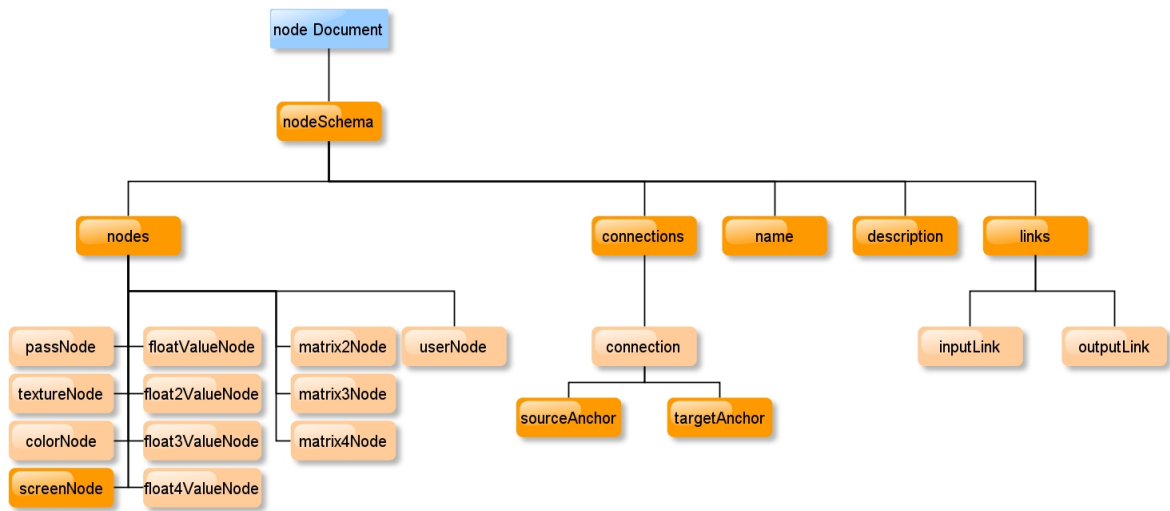 node Document
nodeSchema
nodes
connections
name
description
links
passNode
floatValueNode
matrix2Node
userNode
connection
inputLink
outputLink
textureNode
float2ValueNode
matrix3Node
sourceAnchor
targetAnchor
colorNode
float3ValueNode
matrix4Node
screenNode
float4ValueNode